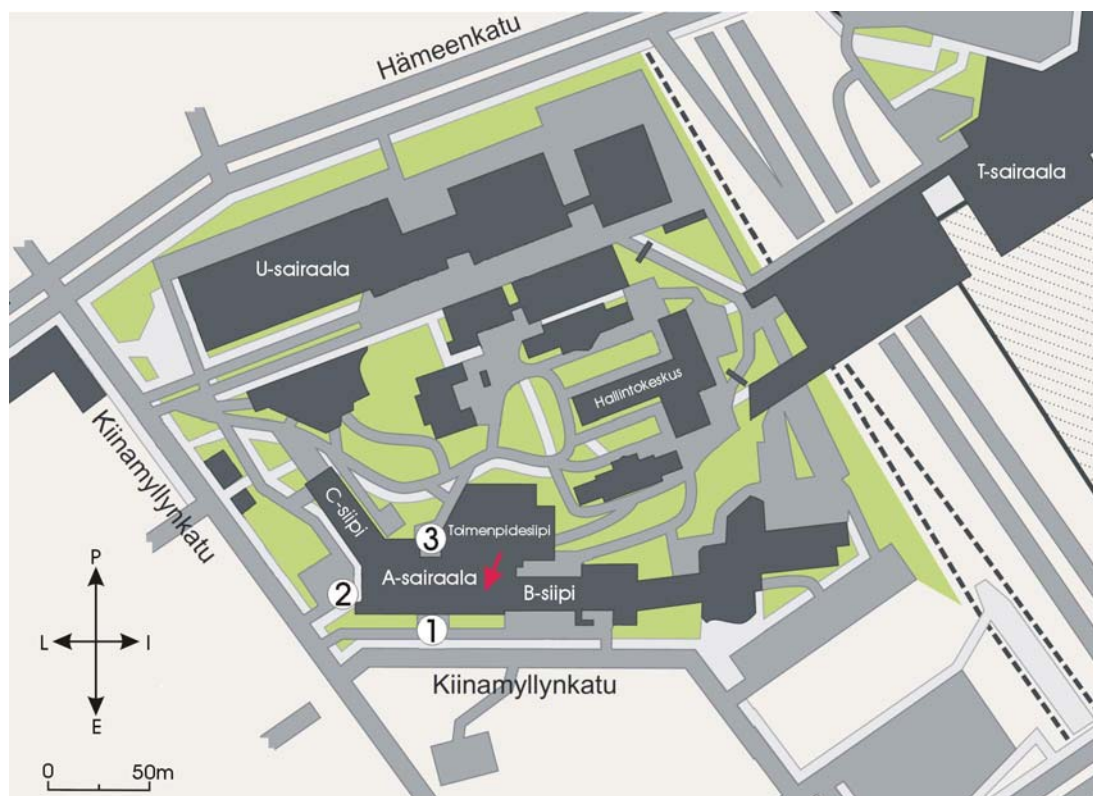 Hämeenkatu
T-sairaala
U-sairaala
Hallintokeskus
Kiinamyllynkatu
C-siipi
Toimenpidesiipi
3
A-sairaala
B-siipi
2
1
Kiinamyllynkatu
P
L
I
E
0
50m